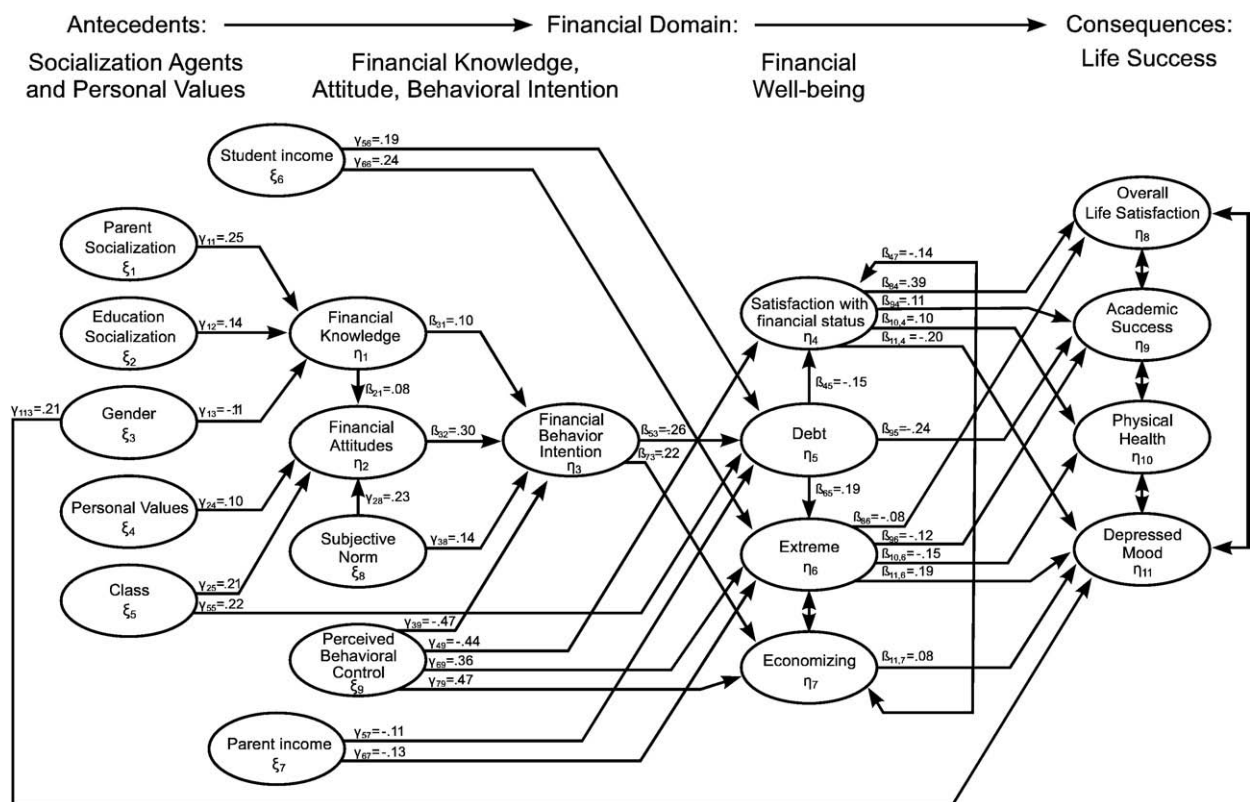 Antecedents:
Financial Domain:
Consequences:
Socialization Agents
and Personal Values
Financial Knowledge,
Attitude, Behavioral Intention
Financial
Well-being
Life Success
Student income
ξ6
γ56=.19
γ66=.24
Parent
Socialization
ξ1
γ11=.25
Education
Socialization
ξ2
γ12=.14
Gender
ξ3
γ13=-.11
γ113=.21
Personal Values
ξ4
γ24=.10
Class
ξ5
γ25=.21
γ55=.22
Financial
Knowledge
η1
ß31=.10
ß21=.08
Financial
Attitudes
η2
ß32=.30
γ28=.23
Subjective
Norm
ξ8
γ38=.14
Perceived
Behavioral
Control
ξ9
γ39=-.47
γ49=-.44
γ69=.36
γ79=.47
Parent income
ξ7
γ57=-.11
γ67=-.13
Financial
Behavior
Intention
η3
ß53=-.26
ß73=.22
Satisfaction with
financial status
η4
ß47=-.14
ß84=.39
ß94=.11
ß10,4=.10
ß11,4=-.20
ß45=-.15
Debt
η5
ß95=-.24
ß65=.19
Extreme
η6
ß86=-.08
ß96=-.12
ß10,6=-.15
ß11,6=.19
Economizing
η7
ß11,7=.08
Overall
Life Satisfaction
η8
Academic
Success
η9
Physical
Health
η10
Depressed
Mood
η11